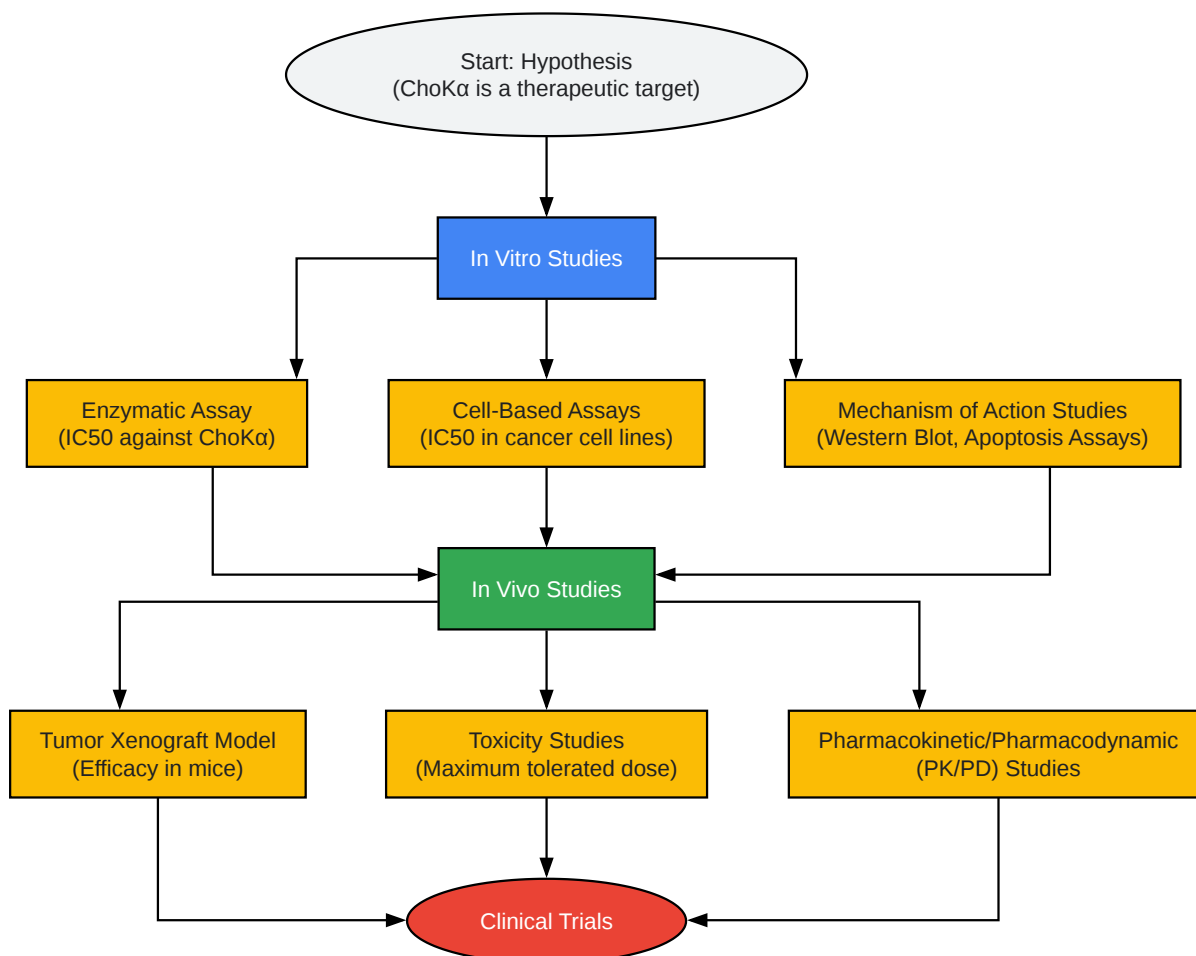 Start: Hypothesis
(ChoKα is a therapeutic target)
In Vitro Studies
Enzymatic Assay
(IC50 against ChoKα)
Cell-Based Assays
(IC50 in cancer cell lines)
Mechanism of Action Studies
(Western Blot, Apoptosis Assays)
In Vivo Studies
Tumor Xenograft Model
(Efficacy in mice)
Toxicity Studies
(Maximum tolerated dose)
Pharmacokinetic/Pharmacodynamic
(PK/PD) Studies
Clinical Trials